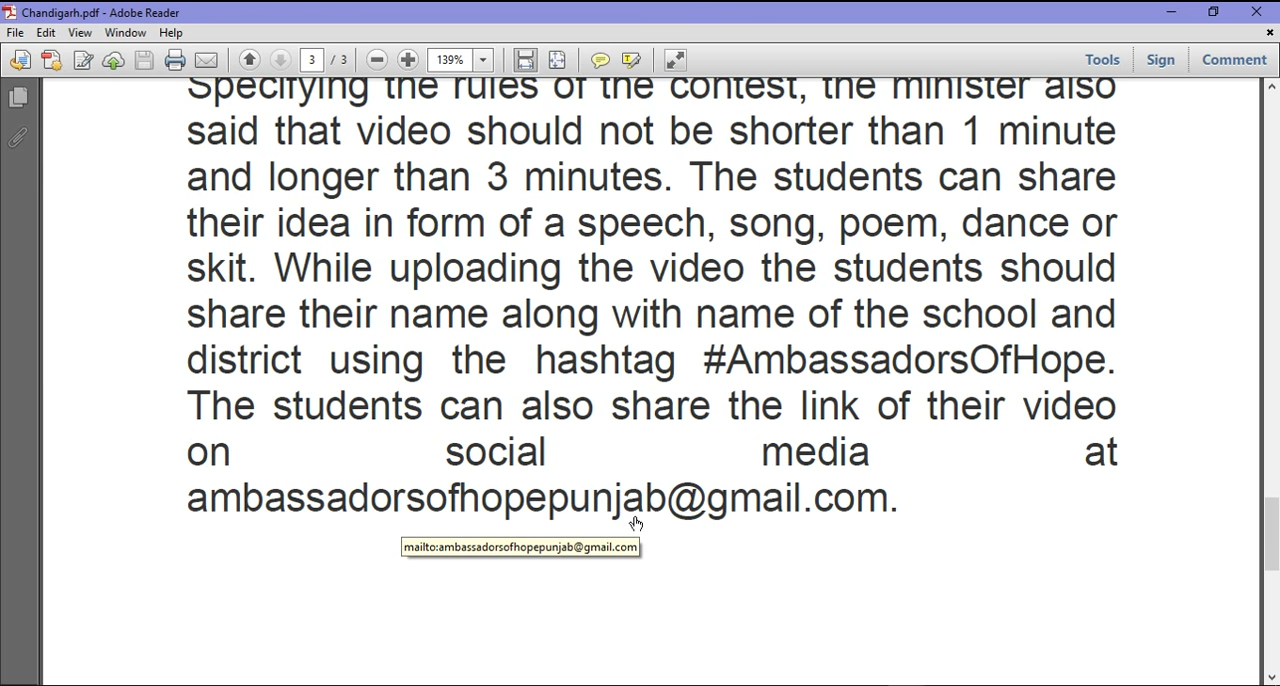 Chandigarh.pdf - Adobe Reader
File Edit View Window Help
3 / 3 139% Tools Sign Comment
Specifying the rules of the contest, the minister also
said that video should not be shorter than 1 minute
and longer than 3 minutes. The students can share
their idea in form of a speech, song, poem, dance or
skit. While uploading the video the students should
share their name along with name of the school and
district using the hashtag #AmbassadorsOfHope.
The students can also share the link of their video
on social media at
ambassadorsofhopepunjab@gmail.com.
mailto:ambassadorsofhopepunjab@gmail.com